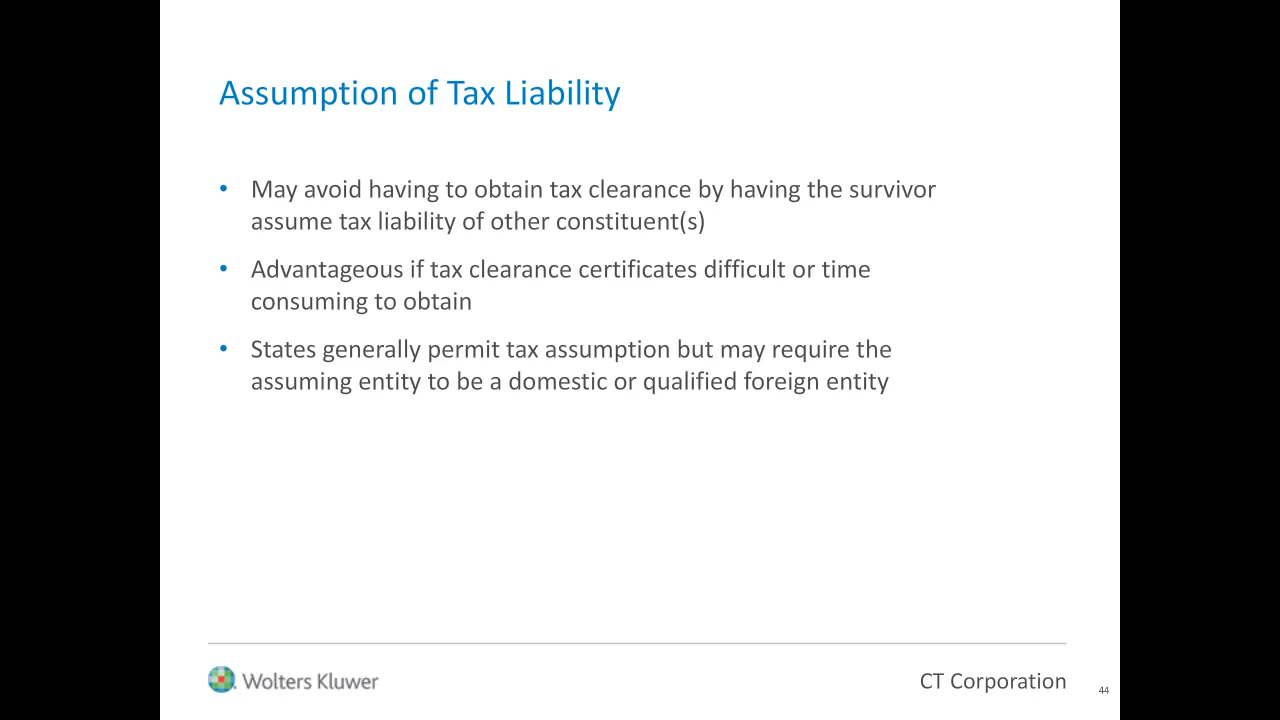 Assumption of Tax Liability
• May avoid having to obtain tax clearance by having the survivor
assume tax liability of other constituent(s)
• Advantageous if tax clearance certificates difficult or time
consuming to obtain
• States generally permit tax assumption but may require the
assuming entity to be a domestic or qualified foreign entity
Wolters Kluwer
CT Corporation
44